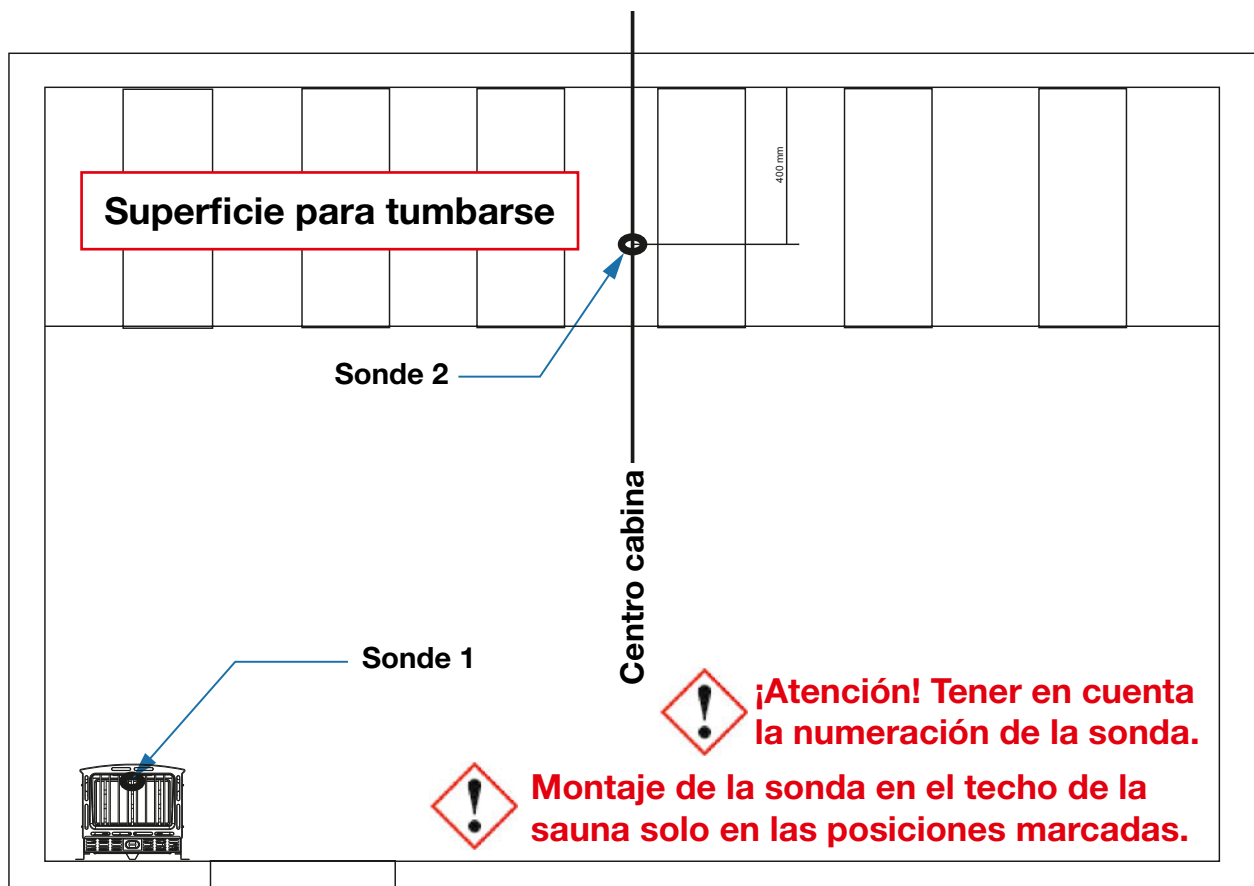 400 mm
Superficie para tumbarse
Sonde 2
Centro cabina
Sonde 1
¡Atención! Tener en cuenta
la numeración de la sonda.
Montaje de la sonda en el techo de la
sauna solo en las posiciones marcadas.